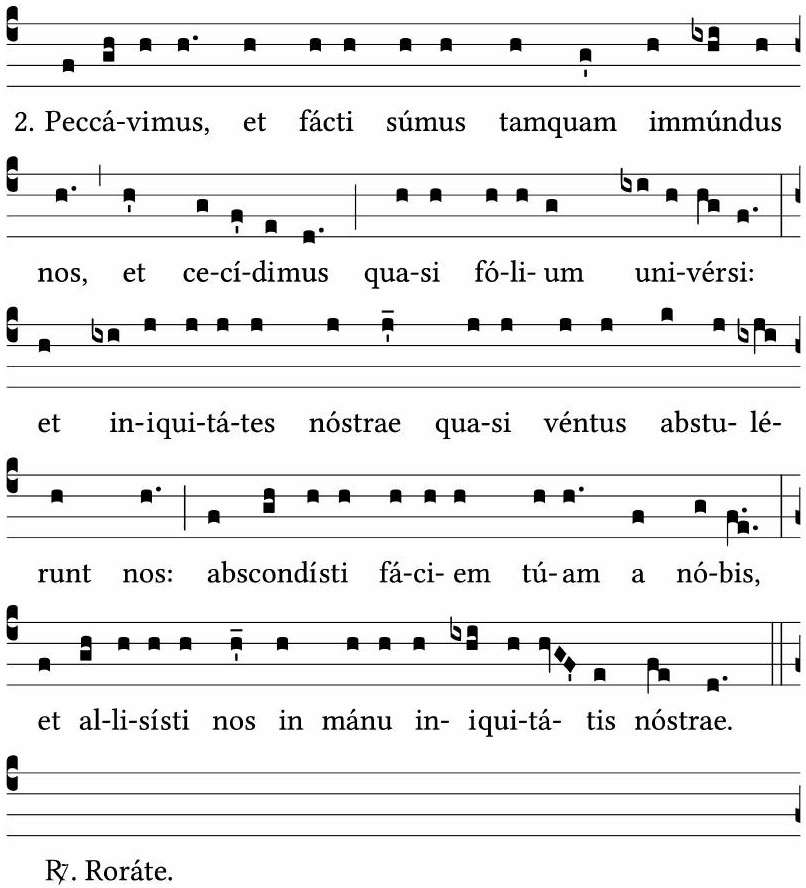 2. Peccá-vimus, et fácti súmus tamquam immúndus
nos, et ce-cí-dimus qua-si fó-li-um uni-vérsi:
et in-iqui-tá-tes nóstrae qua-si véntus abstu-lé-
runt nos: abscondísti fá-ci-em tú-am a nó-bis,
et al-li-sísti nos in mánu in-iqui-tá-tis nóstrae.
℟. Roráte.